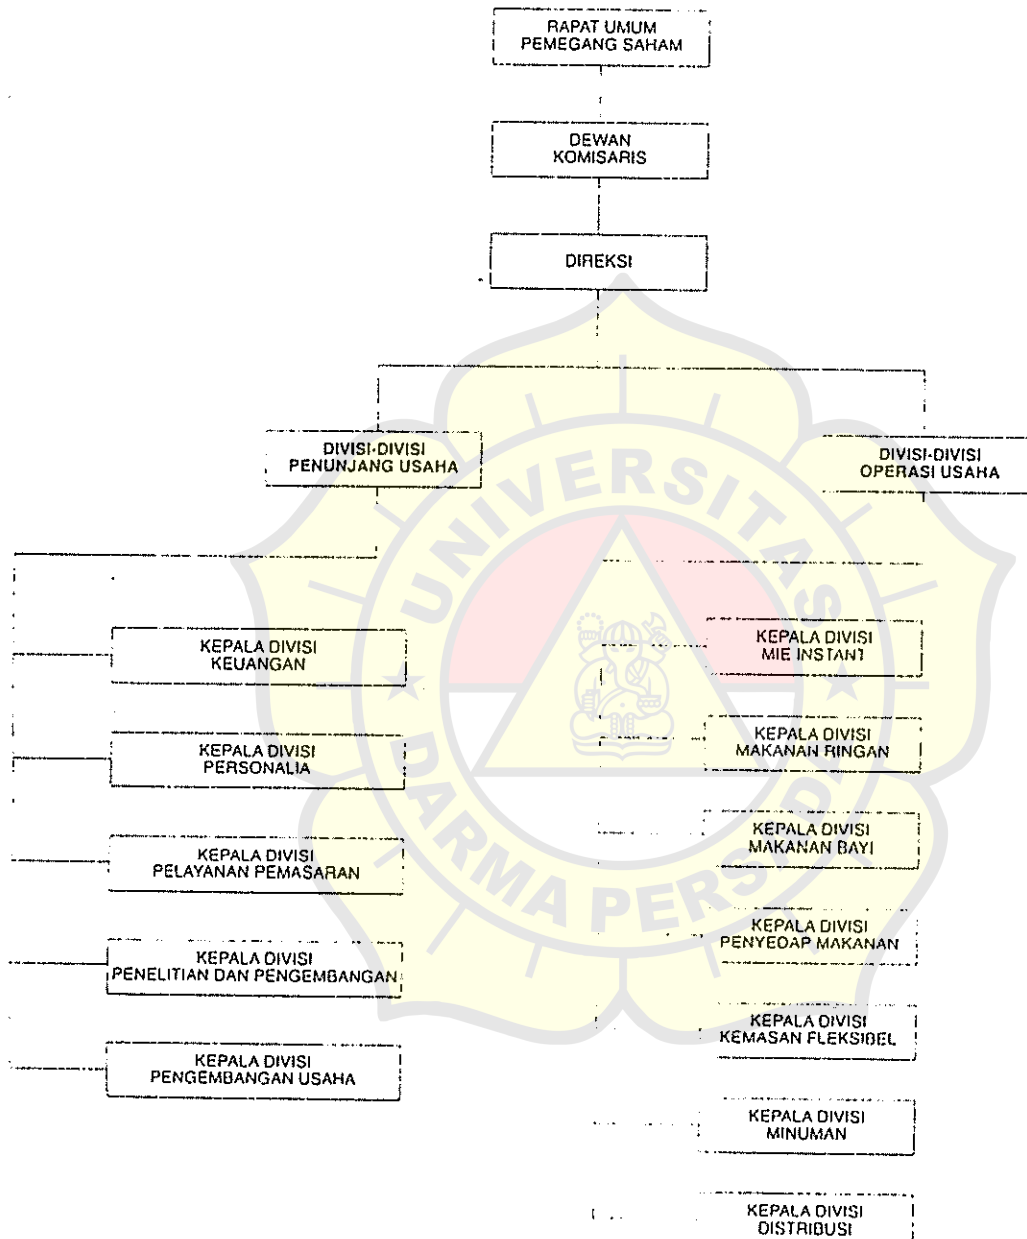 RAPAT UMUM
PEMEGANG SAHAM
DEWAN
KOMISARIS
DIREKSI
DIVISI-DIVISI
PENUNJANG USAHA
DIVISI-DIVISI
OPERASI USAHA
KEPALA DIVISI
KEUANGAN
KEPALA DIVISI
PERSONALIA
KEPALA DIVISI
PELAYANAN PEMASARAN
KEPALA DIVISI
PENELITIAN DAN PENGEMBANGAN
KEPALA DIVISI
PENGEMBANGAN USAHA
KEPALA DIVISI
MIE INSTANT
KEPALA DIVISI
MAKANAN RINGAN
KEPALA DIVISI
MAKANAN BAYI
KEPALA DIVISI
PENYEDAP MAKANAN
KEPALA DIVISI
KEMASAN FLEKSIBEL
KEPALA DIVISI
MINUMAN
KEPALA DIVISI
DISTRIBUSI
UNIVERSITAS
DARMA PERSADA